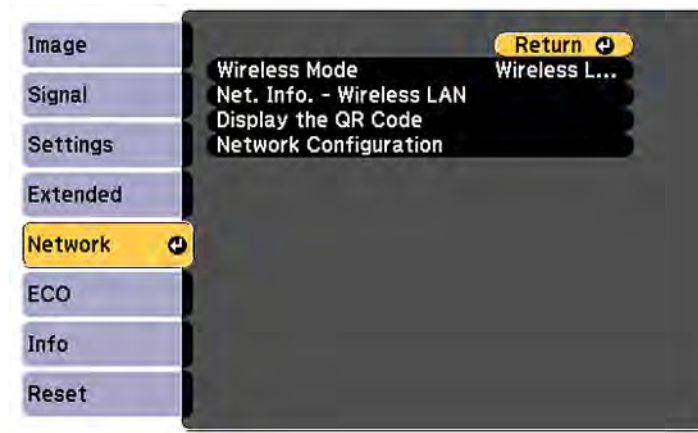 Image
Signal
Settings
Extended
Network
ECO
Info
Reset
Return
Wireless Mode Wireless L...
Net. Info. - Wireless LAN
Display the QR Code
Network Configuration